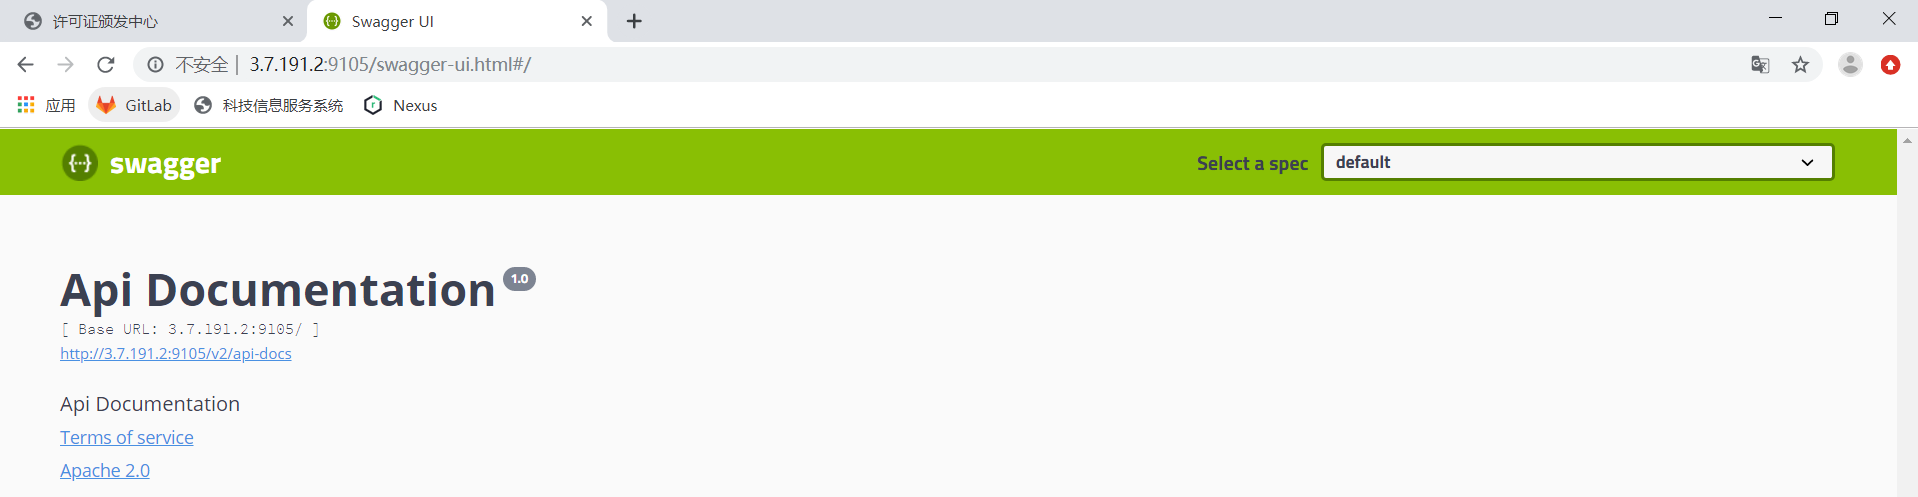 许可证颁发中心
Swagger UI
不安全 | 3.7.191.2:9105/swagger-ui.html#/
应用 GitLab 科技信息服务系统 Nexus
{···} swagger Select a spec default
Api Documentation 1.0
[ Base URL: 3.7.191.2:9105/ ]
http://3.7.191.2:9105/v2/api-docs
Api Documentation
Terms of service
Apache 2.0